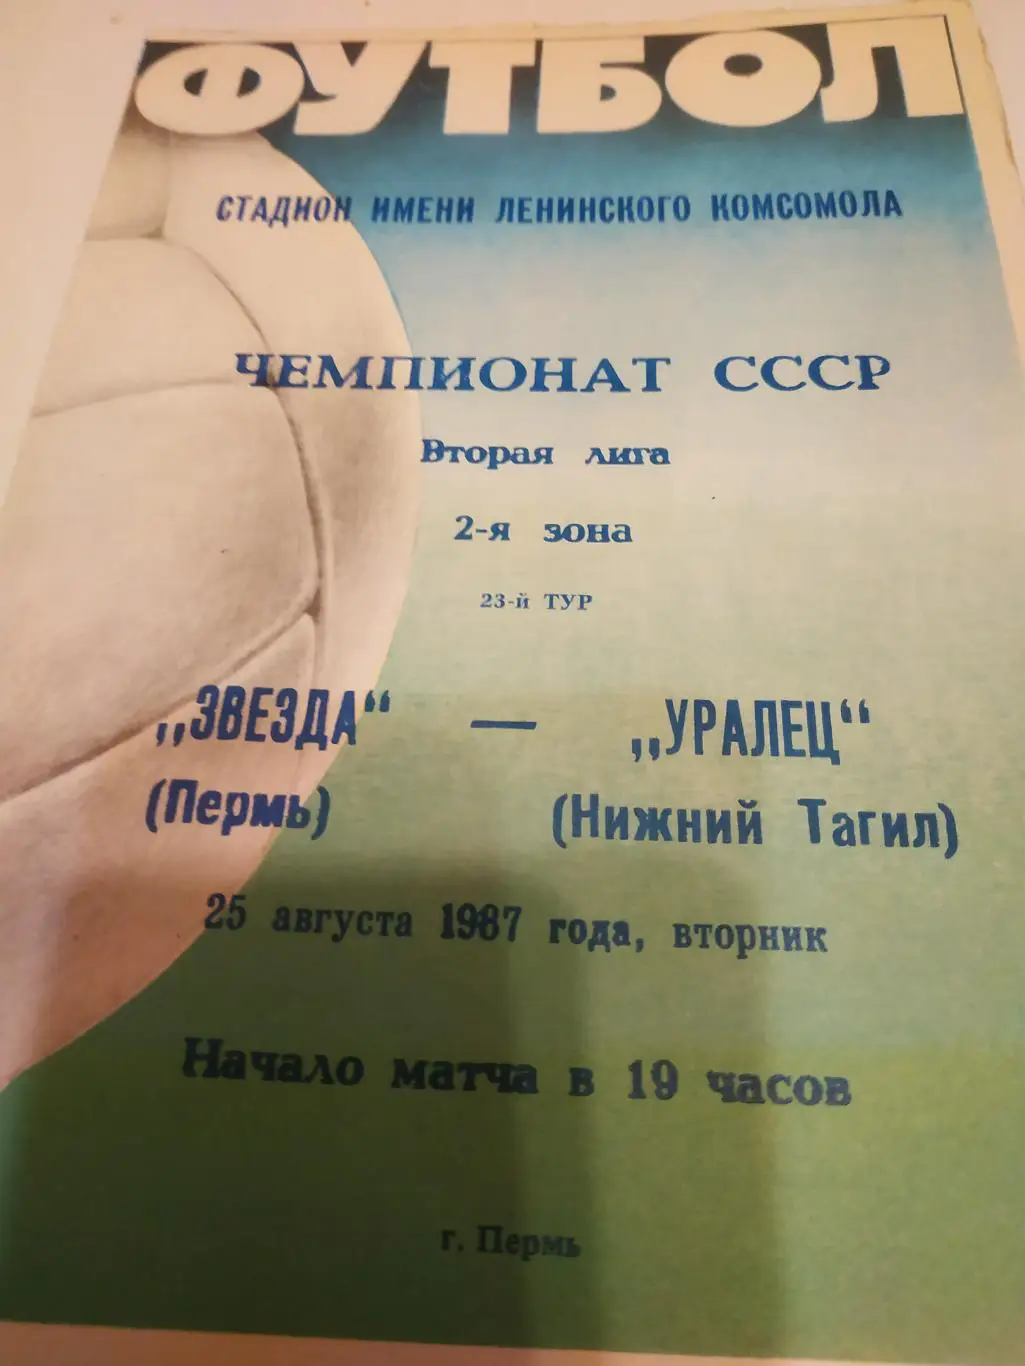 ФУТБОЛ
СТАДИОН ИМЕНИ ЛЕНИНСКОГО КОМСОМОЛА
ЧЕМПИОНАТ СССР
Вторая лига
2-я зона
23-й ТУР
„ЗВЕЗДА“ — „УРАЛЕЦ“
(Пермь) (Нижний Тагил)
25 августа 1987 года, вторник
Начало матча в 19 часов
г. Пермь